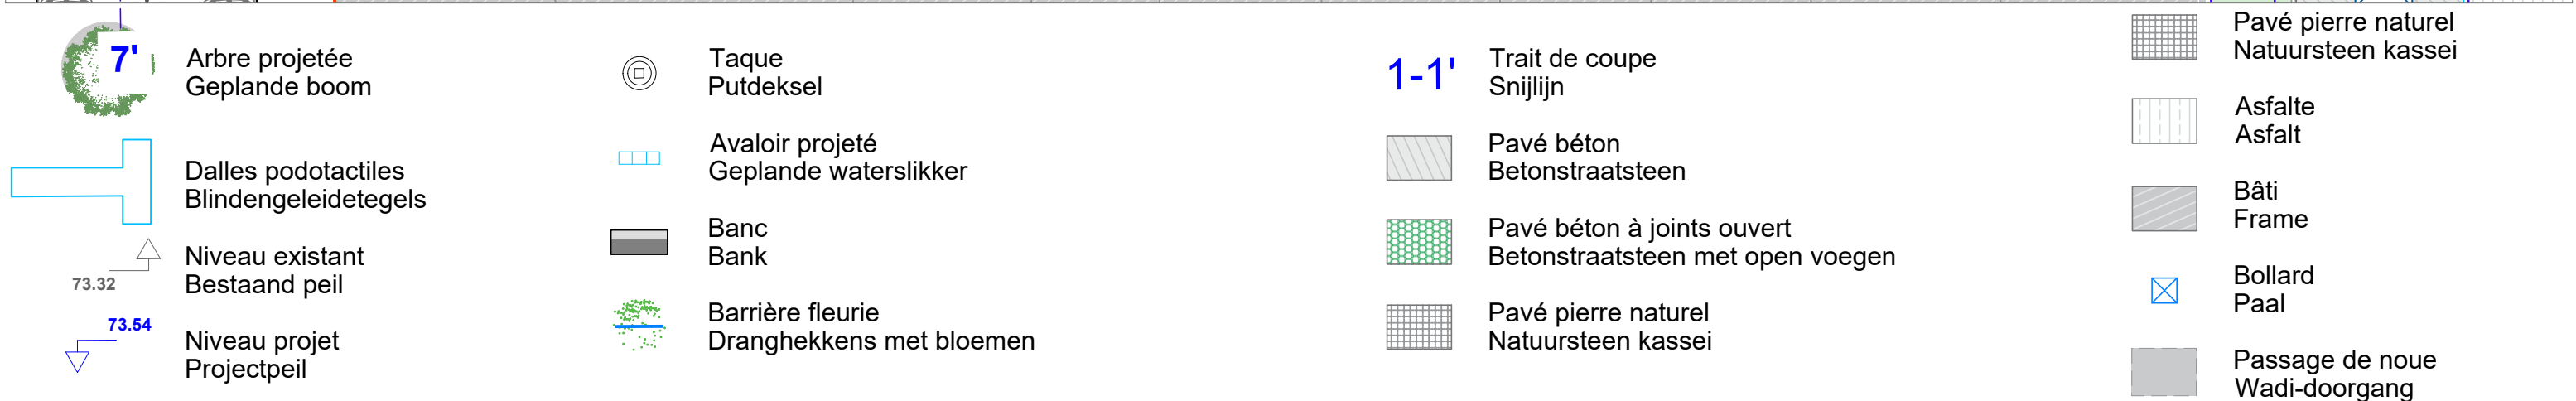 7'
Arbre projetée
Geplande boom
Dalles podotactiles
Blindengeleidetegels
Niveau existant
73.32
Bestaand peil
73.54
Niveau projet
Projectpeil
Taque
Putdeksel
Avaloir projeté
Geplande waterslikker
Banc
Bank
Barrière fleurie
Dranghekkens met bloemen
1-1'
Trait de coupe
Snijlijn
Pavé béton
Betonstraatsteen
Pavé béton à joints ouvert
Betonstraatsteen met open voegen
Pavé pierre naturel
Natuursteen kassei
Pavé pierre naturel
Natuursteen kassei
Asfalte
Asfalt
Bâti
Frame
Bollard
Paal
Passage de noue
Wadi-doorgang